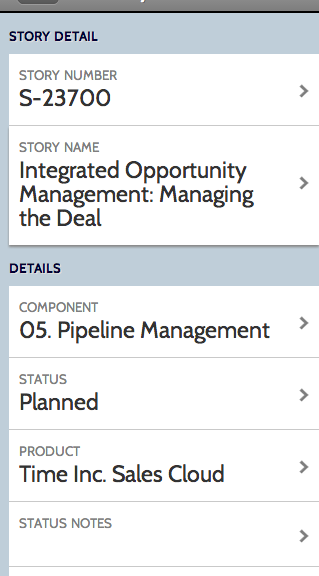 STORY DETAIL
STORY NUMBER
S-23700
STORY NAME
Integrated Opportunity
Management: Managing
the Deal
DETAILS
COMPONENT
05. Pipeline Management
STATUS
Planned
PRODUCT
Time Inc. Sales Cloud
STATUS NOTES